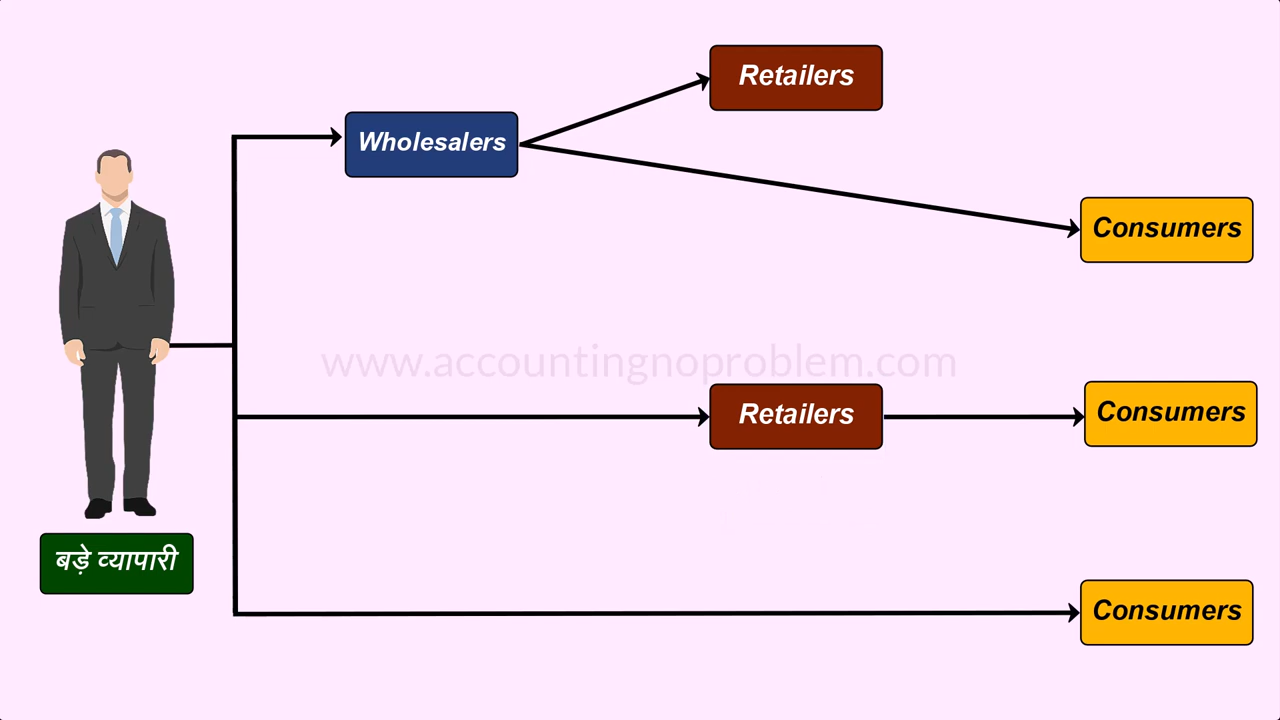 Retailers
Wholesalers
Consumers
www.accountingnoproblem.com
Retailers
Consumers
बड़े व्यापारी
Consumers